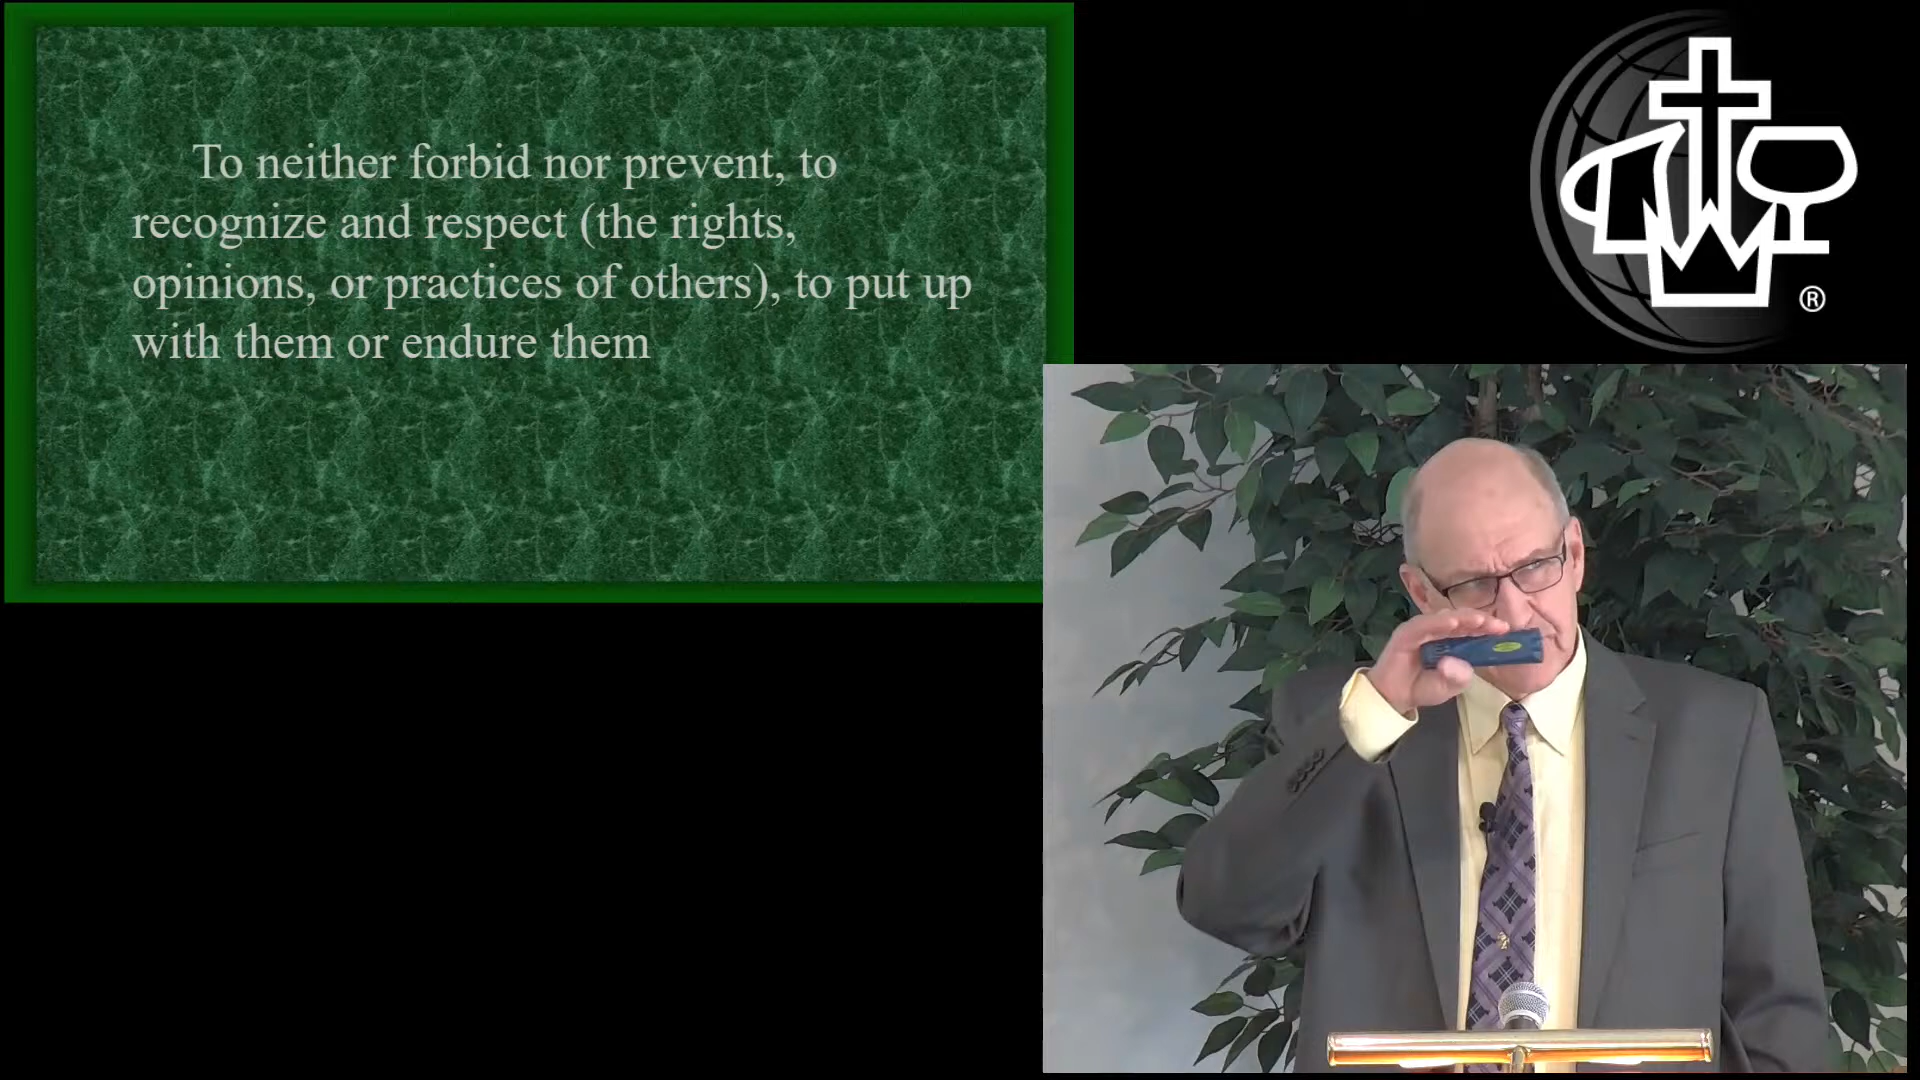 To neither forbid nor prevent, to
recognize and respect (the rights,
opinions, or practices of others), to put up
with them or endure them
®